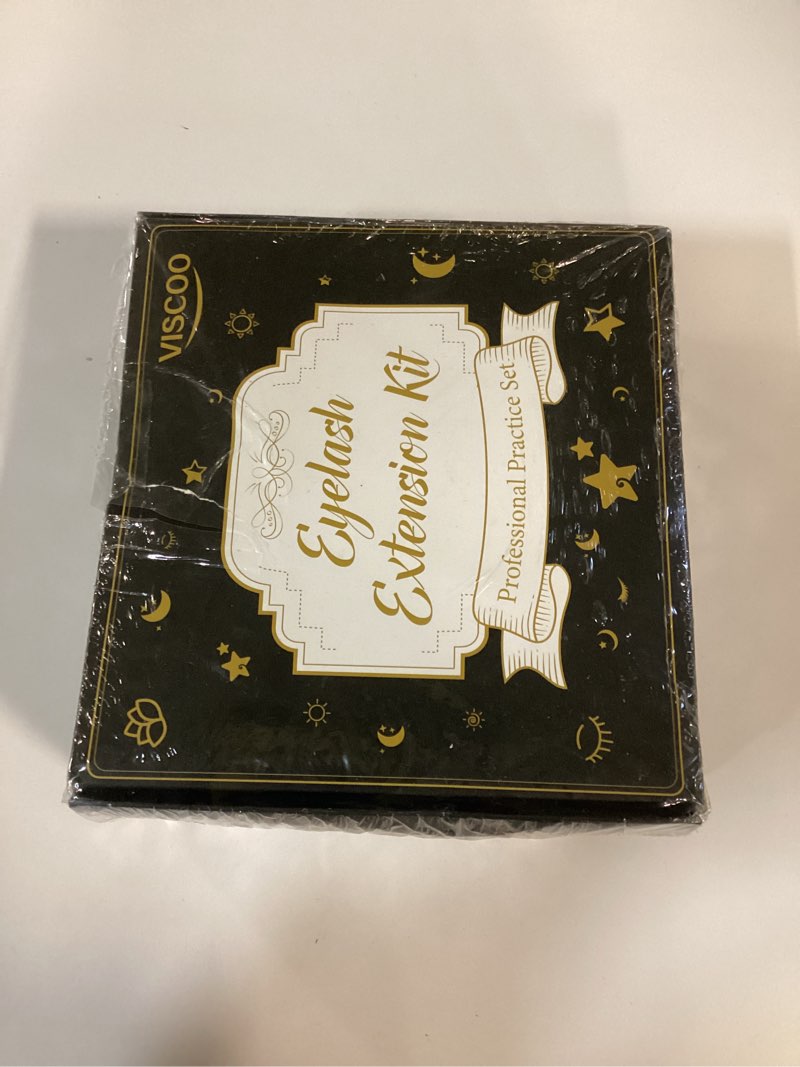 VISCOO
Eyelash
Extension Kit
Professional Practice Set